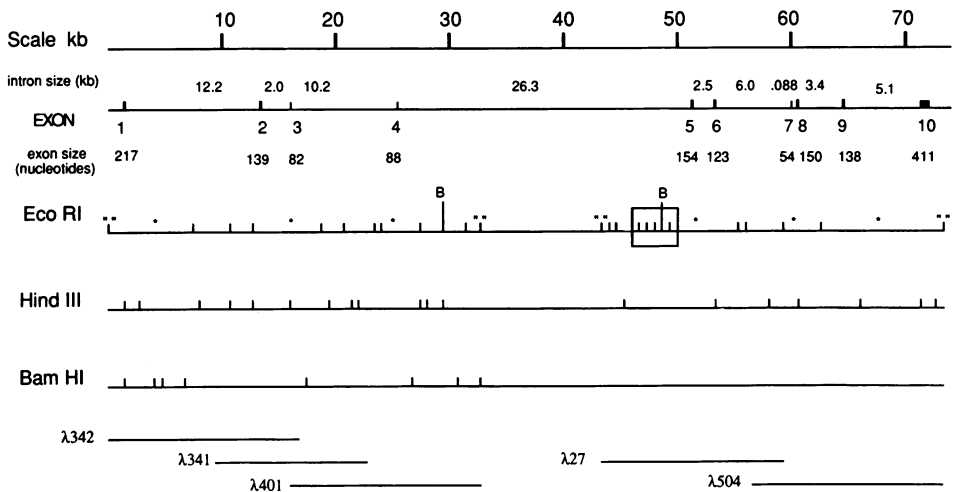 Scale kb 10 20 30 40 50 60 70
intron size (kb) 12.2 2.0 10.2 26.3 2.5 6.0 .088 3.4 5.1
EXON 1 2 3 4 5 6 7 8 9 10
exon size (nucleotides) 217 139 82 88 154 123 54 150 138 411
B B
Eco RI ** * * * ** ** * * * **
Hind III
Bam HI
λ342
λ341 λ27
λ401 λ504